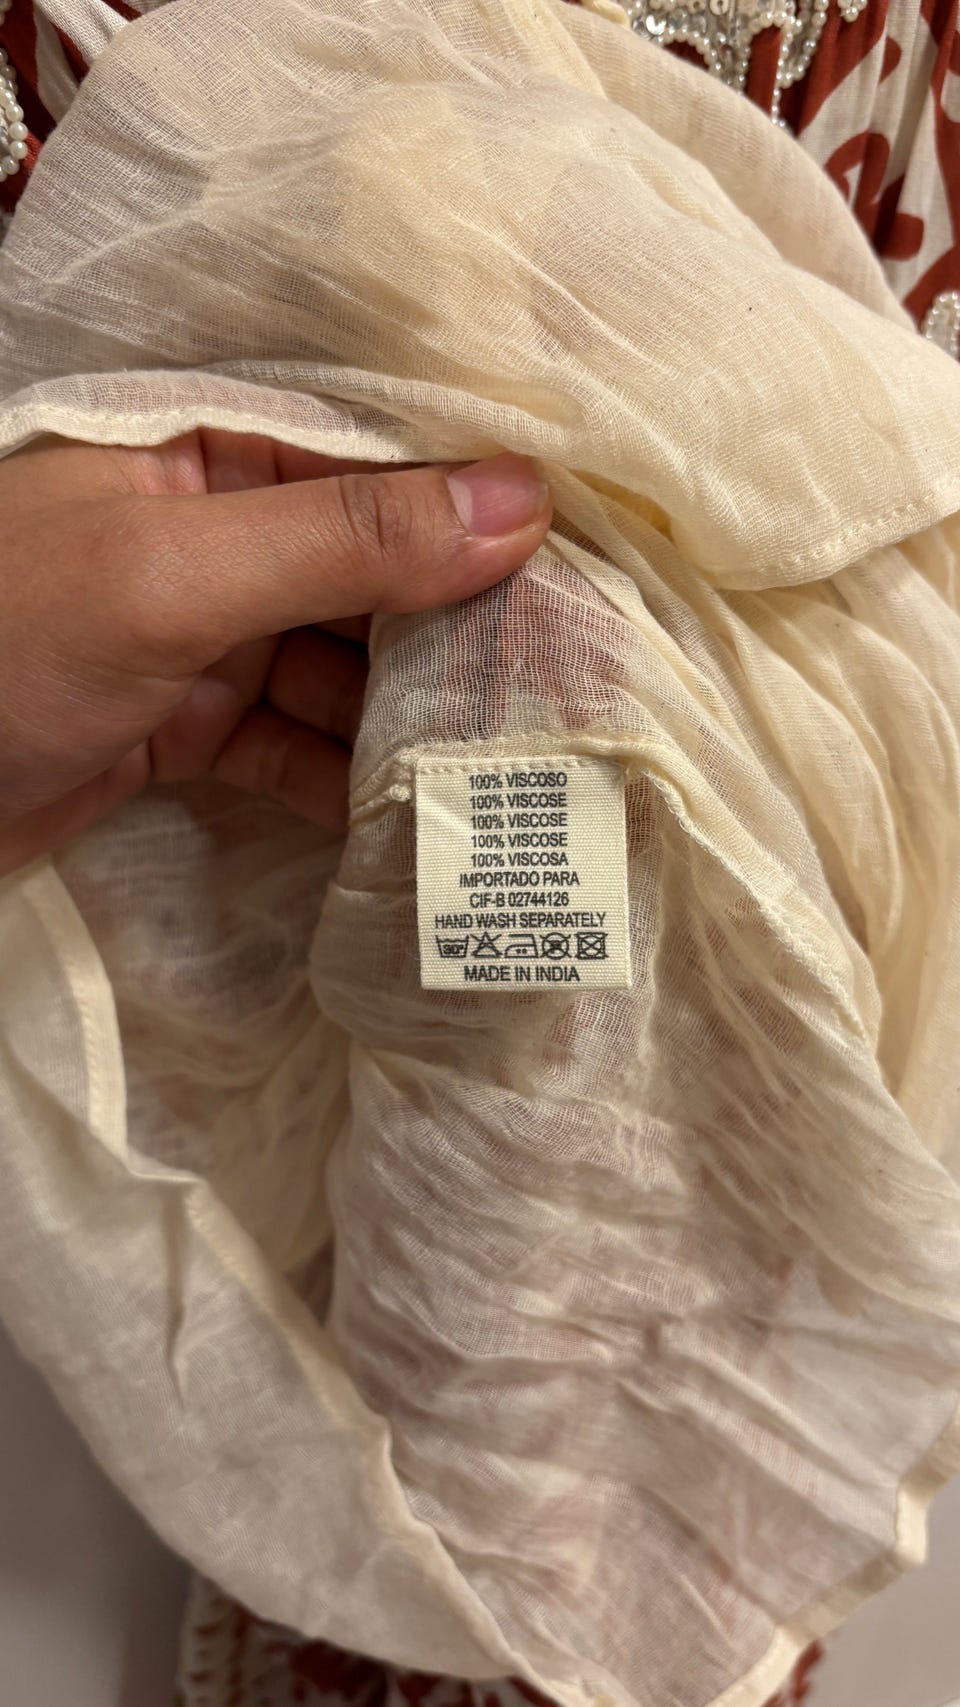 100% VISCOSO
100% VISCOSE
100% VISCOSE
100% VISCOSE
100% VISCOSA
IMPORTADO PARA
CIF-B 02744126
HAND WASH SEPARATELY
30°
MADE IN INDIA